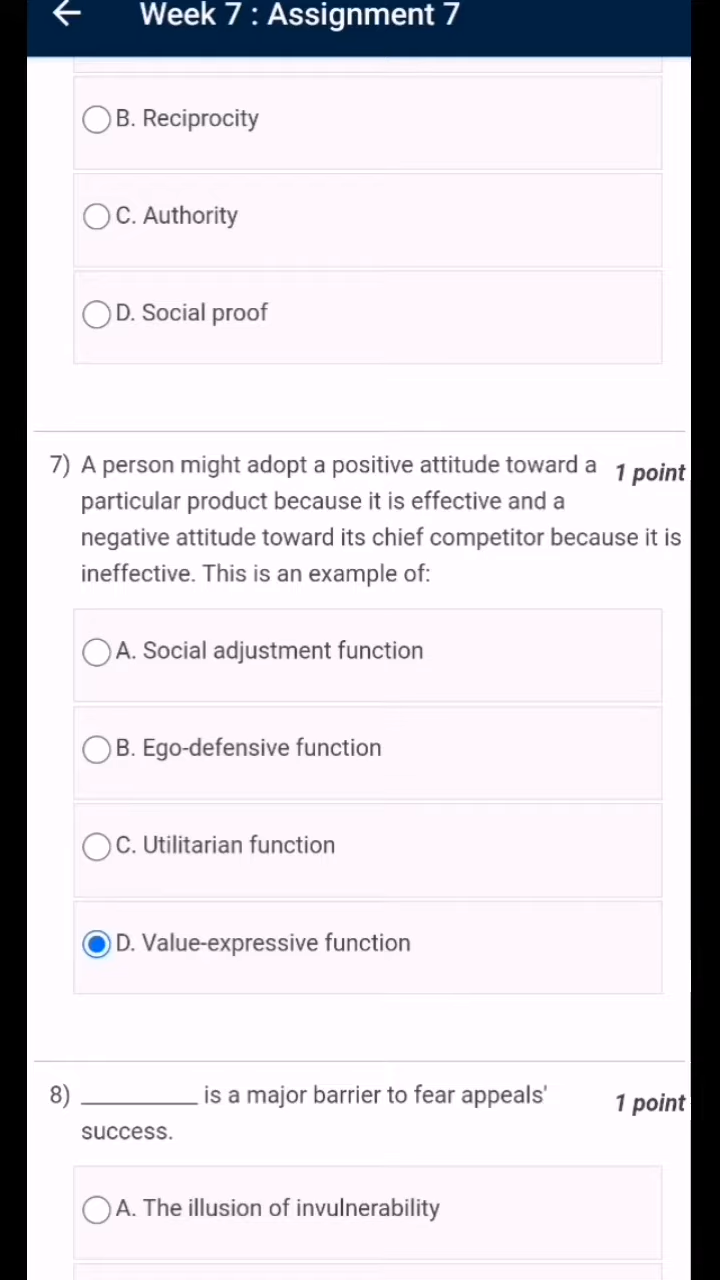 Week 7 : Assignment 7
B. Reciprocity
C. Authority
D. Social proof
7) A person might adopt a positive attitude toward a 1 point
particular product because it is effective and a
negative attitude toward its chief competitor because it is
ineffective. This is an example of:
A. Social adjustment function
B. Ego-defensive function
C. Utilitarian function
D. Value-expressive function
8) __________ is a major barrier to fear appeals' 1 point
success.
A. The illusion of invulnerability